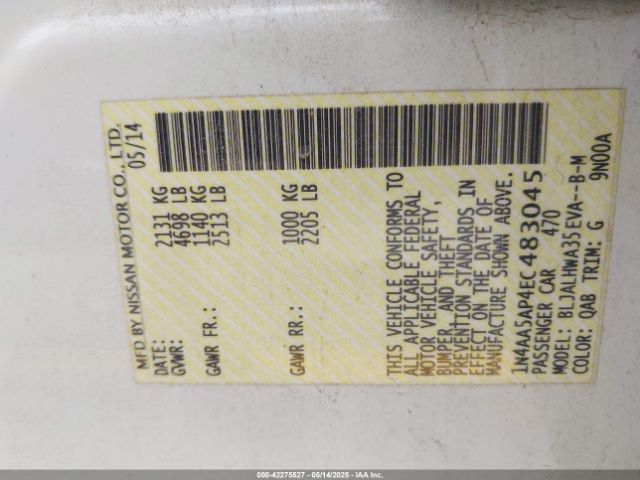 MFD BY NISSAN MOTOR CO., LTD.
05/14
GVWR: 2131 KG
4698 LB
GAWR FR.: 1140 KG
2513 LB
GAWR RR.: 1000 KG
2205 LB
THIS VEHICLE CONFORMS TO
ALL APPLICABLE FEDERAL
MOTOR VEHICLE SAFETY,
BUMPER, AND THEFT
PREVENTION STANDARDS IN
EFFECT ON THE DATE OF
MANUFACTURE SHOWN ABOVE.
1N4AA5AP4EC483045
PASSENGER CAR 470
MODEL: BLJALHWA35EVA--B-M
COLOR: QAB TRIM: G 9N00A
000-42275527 - 05/14/2025 - IAA Inc.